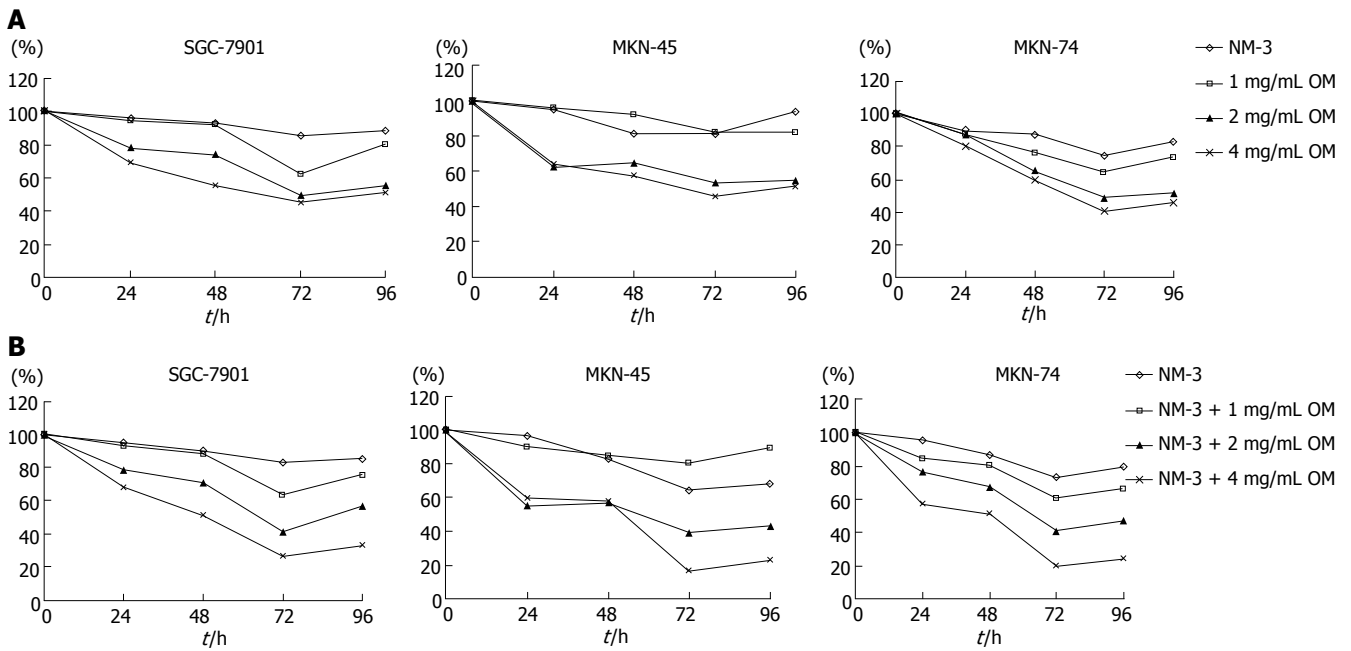 A
(%)
SGC-7901
120
100
80
60
40
20
0
0 24 48 72 96
t/h
(%)
MKN-45
120
100
80
60
40
20
0
0 24 48 72 96
t/h
(%)
MKN-74
120
100
80
60
40
20
0
0 24 48 72 96
t/h
NM-3
1 mg/mL OM
2 mg/mL OM
4 mg/mL OM
B
(%)
SGC-7901
120
100
80
60
40
20
0
0 24 48 72 96
t/h
(%)
MKN-45
120
100
80
60
40
20
0
0 24 48 72 96
t/h
(%)
MKN-74
120
100
80
60
40
20
0
0 24 48 72 96
t/h
NM-3
NM-3 + 1 mg/mL OM
NM-3 + 2 mg/mL OM
NM-3 + 4 mg/mL OM